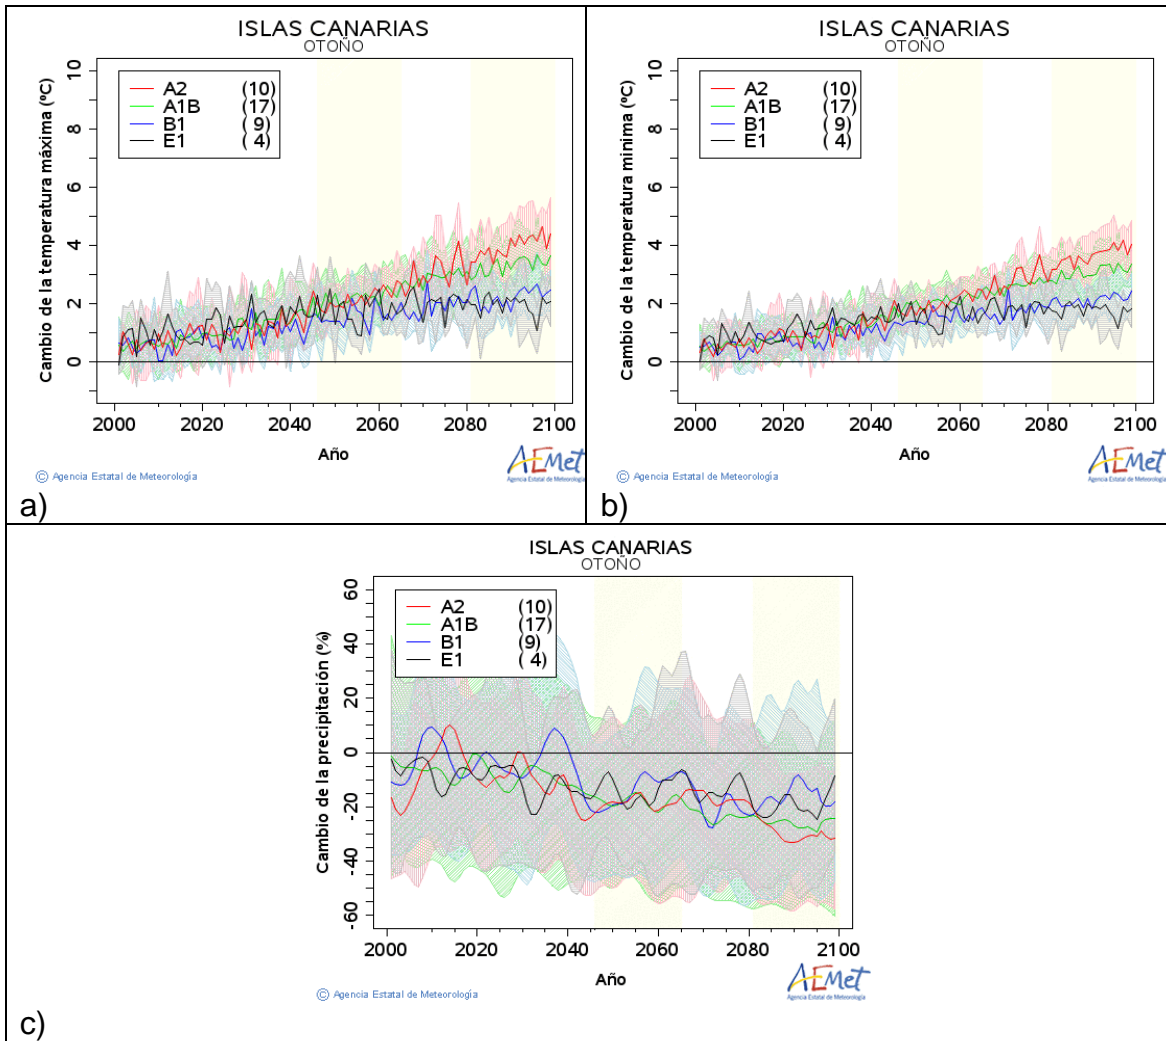 ISLAS CANARIAS
OTOÑO
Cambio de la temperatura máxima (ºC)
10
8
6
4
2
0
A2 (10)
A1B (17)
B1 ( 9)
E1 ( 4)
2000 2020 2040 2060 2080 2100
Año
© Agencia Estatal de Meteorología
AEmet
Agencia Estatal de Meteorología
a)
ISLAS CANARIAS
OTOÑO
Cambio de la temperatura minima (ºC)
10
8
6
4
2
0
A2 (10)
A1B (17)
B1 ( 9)
E1 ( 4)
2000 2020 2040 2060 2080 2100
Año
© Agencia Estatal de Meteorología
AEmet
Agencia Estatal de Meteorología
b)
ISLAS CANARIAS
OTOÑO
Cambio de la precipitación (%)
60
40
20
0
-20
-40
-60
A2 (10)
A1B (17)
B1 (9)
E1 ( 4)
2000 2020 2040 2060 2080 2100
Año
© Agencia Estatal de Meteorología
AEmet
Agencia Estatal de Meteorología
c)